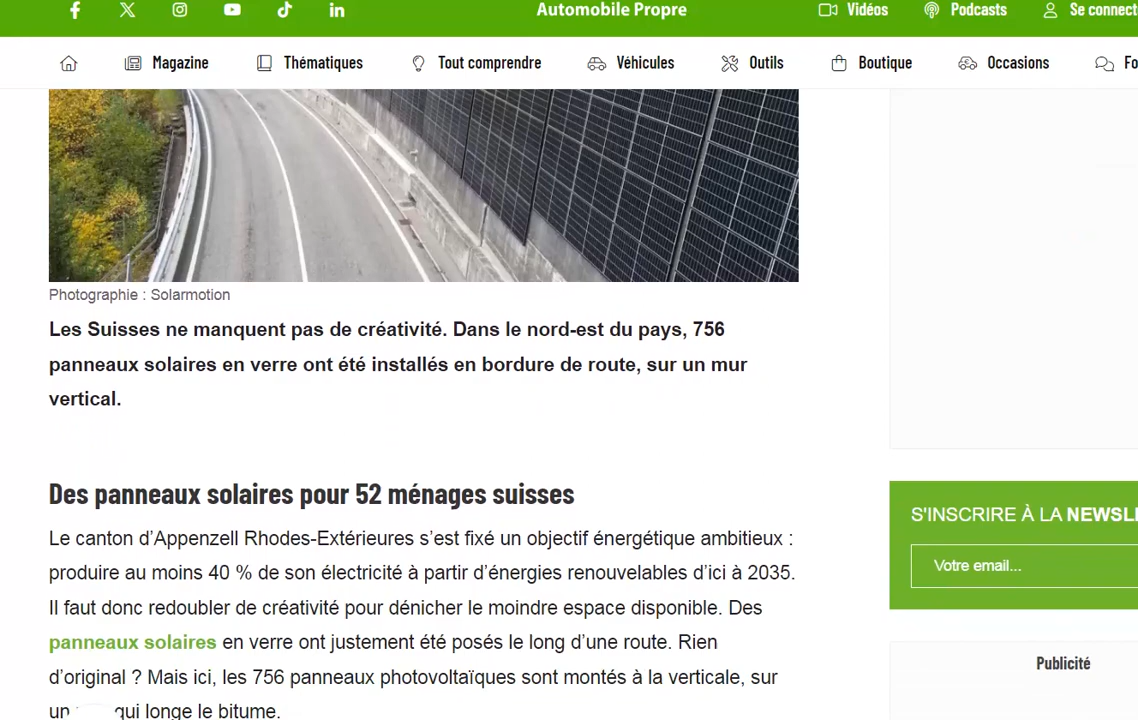 Automobile Propre
Vidéos
Podcasts
Se connect
Magazine
Thématiques
Tout comprendre
Véhicules
Outils
Boutique
Occasions
Fo
Photographie : Solarmotion
Les Suisses ne manquent pas de créativité. Dans le nord-est du pays, 756
panneaux solaires en verre ont été installés en bordure de route, sur un mur
vertical.
Des panneaux solaires pour 52 ménages suisses
Le canton d’Appenzell Rhodes-Extérieures s’est fixé un objectif énergétique ambitieux :
produire au moins 40 % de son électricité à partir d’énergies renouvelables d’ici à 2035.
Il faut donc redoubler de créativité pour dénicher le moindre espace disponible. Des
panneaux solaires en verre ont justement été posés le long d’une route. Rien
d’original ? Mais ici, les 756 panneaux photovoltaïques sont montés à la verticale, sur
un qui longe le bitume.
S'INSCRIRE À LA NEWSL
Votre email...
Publicité